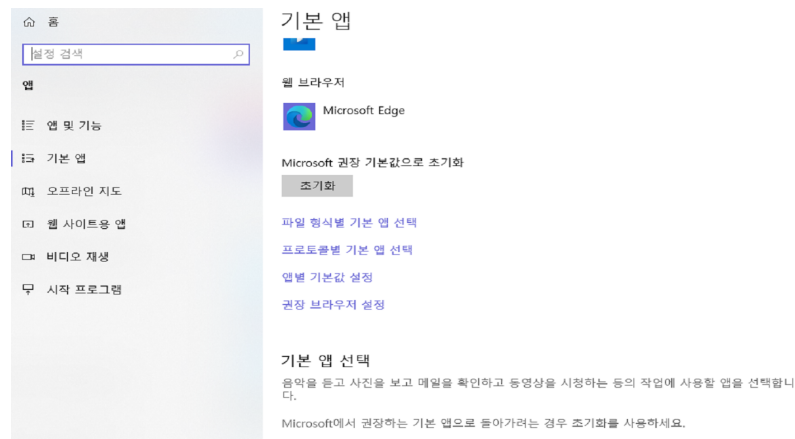 홈
설정 검색
앱
앱 및 기능
기본 앱
오프라인 지도
웹 사이트용 앱
비디오 재생
시작 프로그램
기본 앱
웹 브라우저
Microsoft Edge
Microsoft 권장 기본값으로 초기화
초기화
파일 형식별 기본 앱 선택
프로토콜별 기본 앱 선택
앱별 기본값 설정
권장 브라우저 설정
기본 앱 선택
음악을 듣고 사진을 보고 메일을 확인하고 동영상을 시청하는 등의 작업에 사용할 앱을 선택합니
다.
Microsoft에서 권장하는 기본 앱으로 돌아가려는 경우 초기화를 사용하세요.